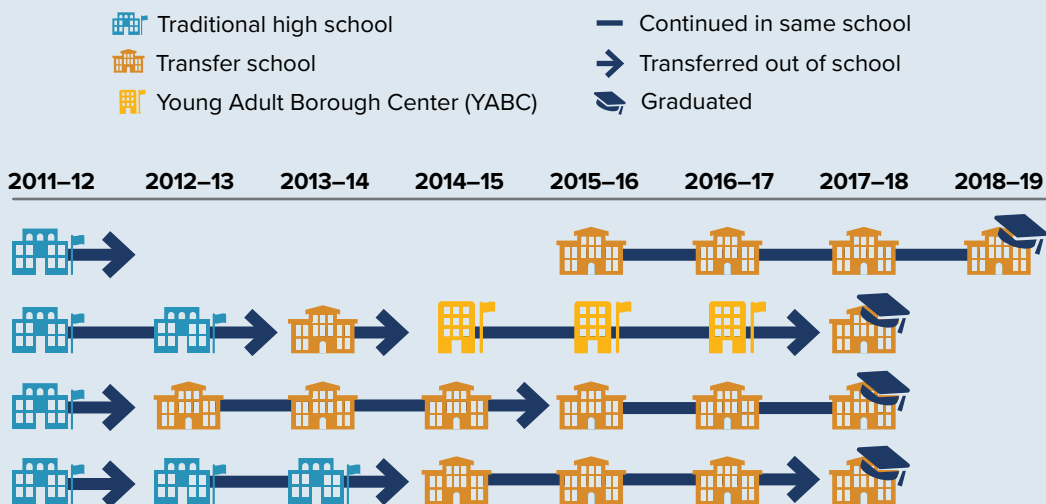 Traditional high school
Transfer school
Young Adult Borough Center (YABC)
Continued in same school
Transferred out of school
Graduated
2011–12 2012–13 2013–14 2014–15 2015–16 2016–17 2017–18 2018–19